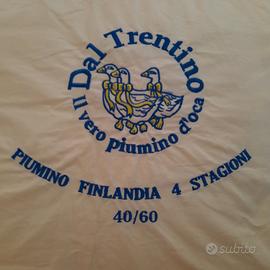 Dal Trentino
Il vero piumino d'oca
PIUMINO FINLANDIA 4 STAGIONI
40/60
subito